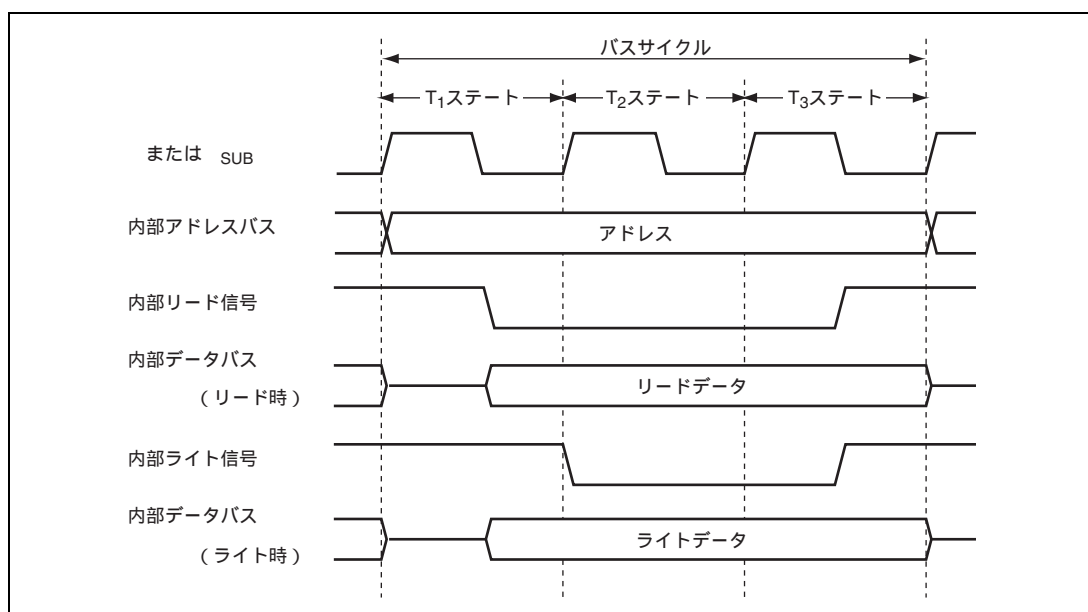 バスサイクル
T1ステート T2ステート T3ステート
または SUB
内部アドレスバス
アドレス
内部リード信号
内部データバス
(リード時)
リードデータ
内部ライト信号
内部データバス
(ライト時)
ライトデータ